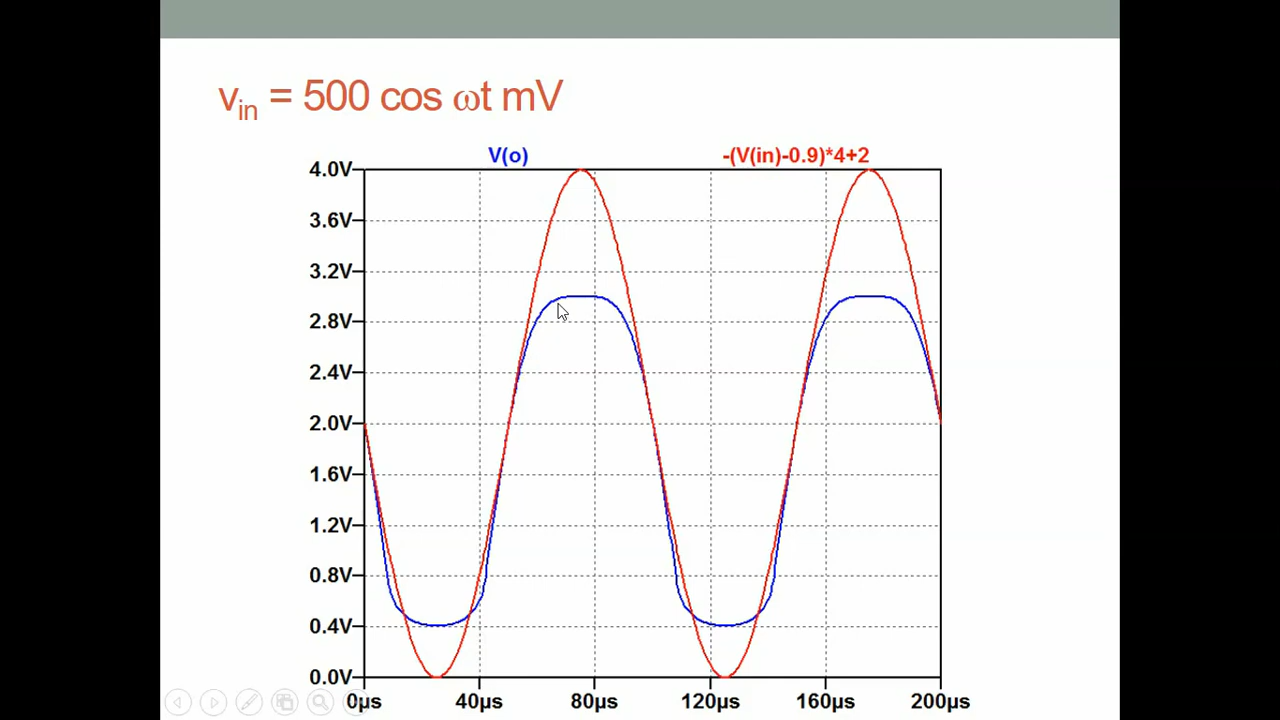 v_in = 500 cos ωt mV
V(o) -(V(in)-0.9)*4+2
4.0V
3.6V
3.2V
2.8V
2.4V
2.0V
1.6V
1.2V
0.8V
0.4V
0.0V
0µs 40µs 80µs 120µs 160µs 200µs